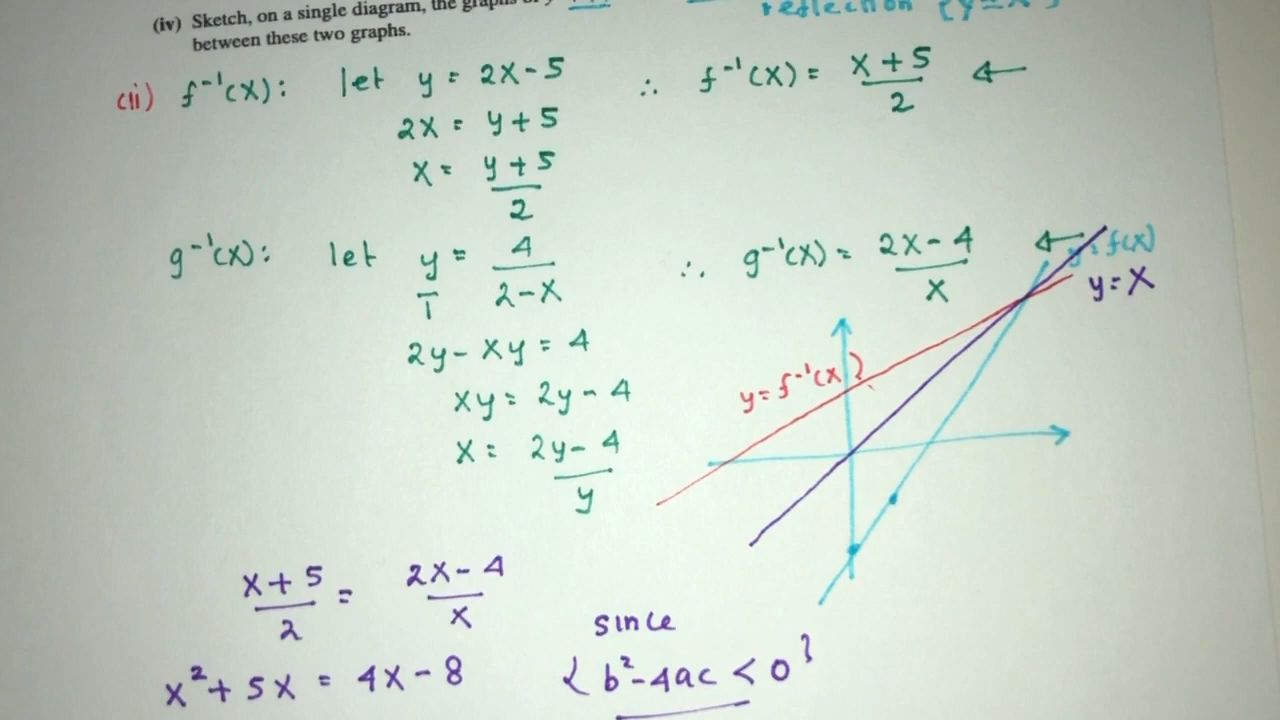 (iv) Sketch, on a single diagram, the graphs of y
reflection {y=x}
between these two graphs.
(ii) f⁻¹(x): let y = 2x-5 ∴ f⁻¹(x) = x+5/2 ←
2x = y+5
x = y+5/2
g⁻¹(x): let y/1 = 4/2-x ∴ g⁻¹(x) = 2x-4/x ←
y=f(x)
y=x
2y-xy = 4
y=f⁻¹(x)
xy = 2y-4
x = 2y-4/y
x+5/2 = 2x-4/x
since
x²+5x = 4x-8 {b²-4ac < 0}